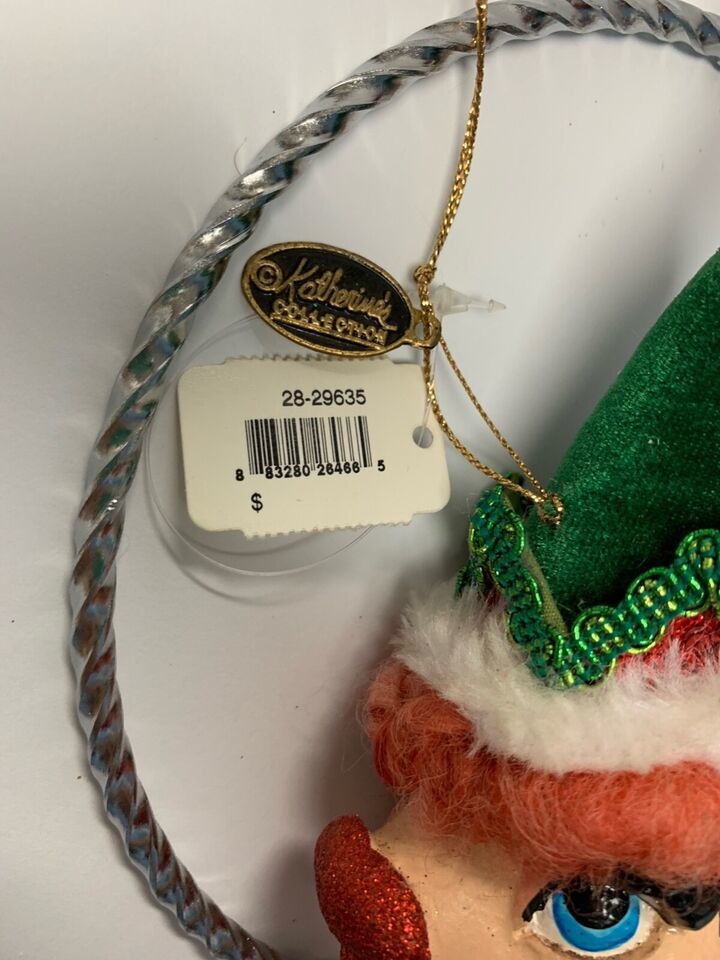 © Katherine's
COLLECTION
28-29635
8 83280 26466 5
$